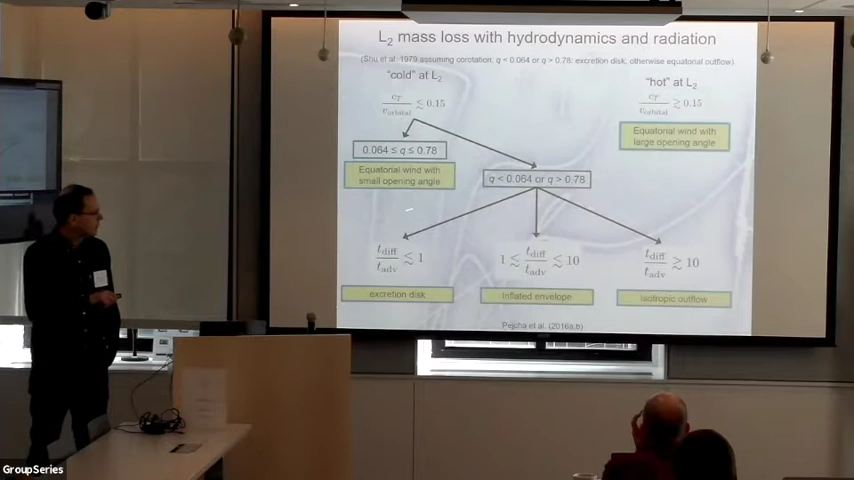 L2 mass loss with hydrodynamics and radiation
(Shu et al. 1979 assuming corotation, q < 0.064 or q > 0.78: excretion disk, otherwise equatorial outflow)
"cold" at L2
cT / vorbital ≲ 0.15
"hot" at L2
cT / vorbital ≳ 0.15
0.064 ≤ q ≤ 0.78
Equatorial wind with
small opening angle
Equatorial wind with
large opening angle
q < 0.064 or q > 0.78
tdiff / tadv ≲ 1
1 ≲ tdiff / tadv ≲ 10
tdiff / tadv ≳ 10
excretion disk
Inflated envelope
Isotropic outflow
Pejcha et al. (2016a,b)
GroupSeries